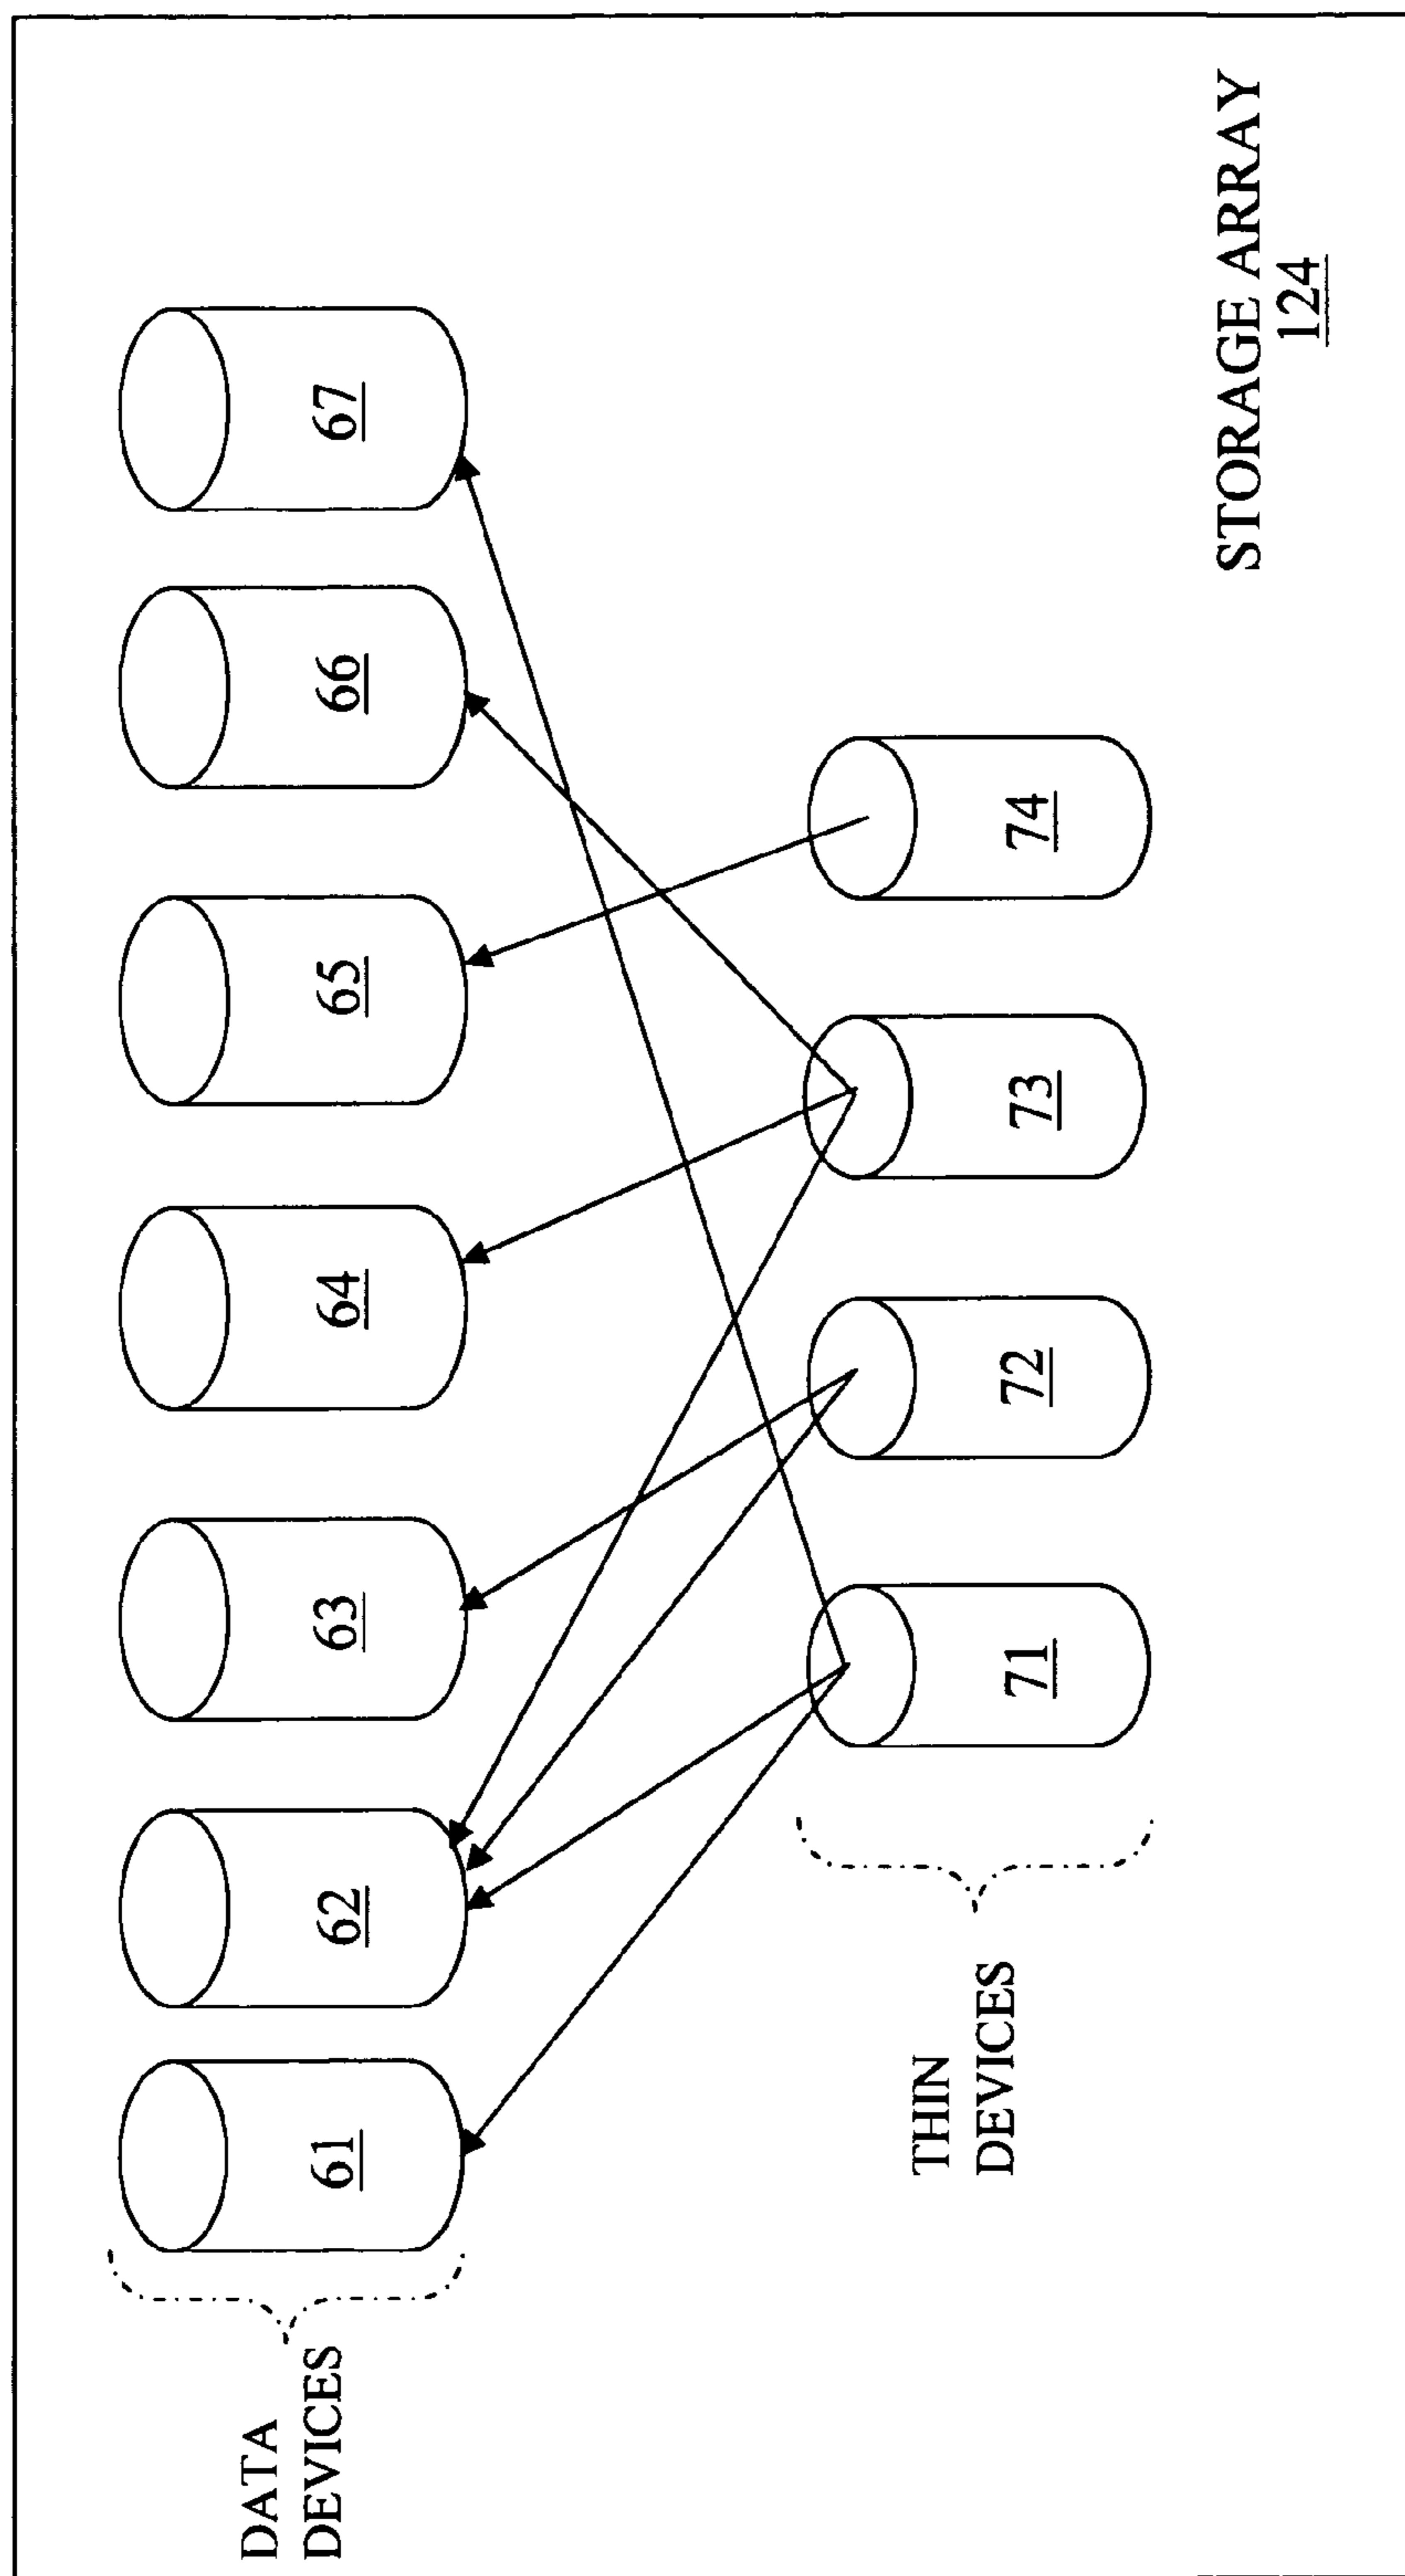 DATA
DEVICES
61
62
63
64
65
66
67
THIN
DEVICES
71
72
73
74
STORAGE ARRAY
124